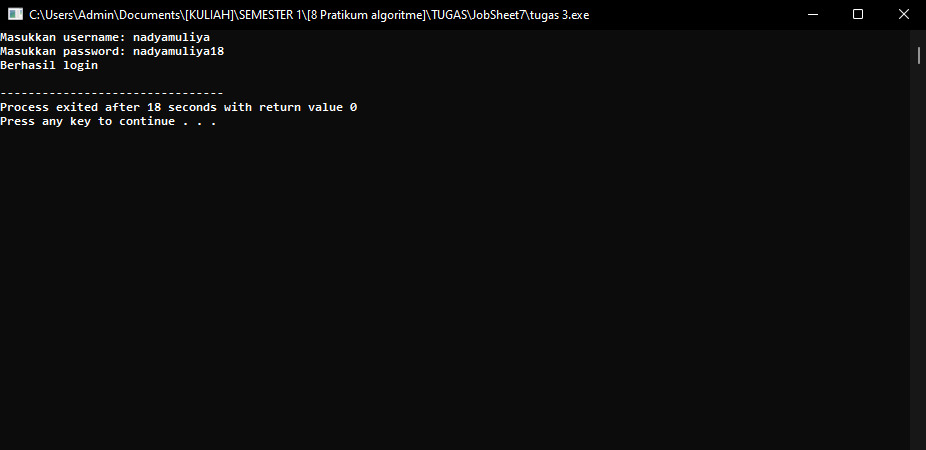 C:\Users\Admin\Documents\[KULIAH]\SEMESTER 1\[8 Pratikum algoritme]\TUGAS\JobSheet7\tugas 3.exe
Masukkan username: nadyamuliya
Masukkan password: nadyamuliya18
Berhasil login
--------------------------------
Process exited after 18 seconds with return value 0
Press any key to continue . . .